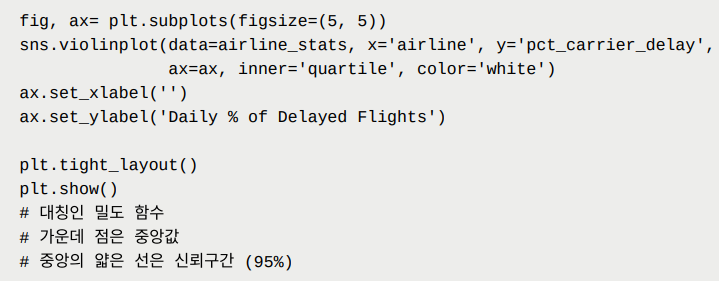 fig, ax= plt.subplots(figsize=(5, 5))
sns.violinplot(data=airline_stats, x='airline', y='pct_carrier_delay',
               ax=ax, inner='quartile', color='white')
ax.set_xlabel('')
ax.set_ylabel('Daily % of Delayed Flights')

plt.tight_layout()
plt.show()
# 대칭인 밀도 함수
# 가운데 점은 중앙값
# 중앙의 얇은 선은 신뢰구간 (95%)